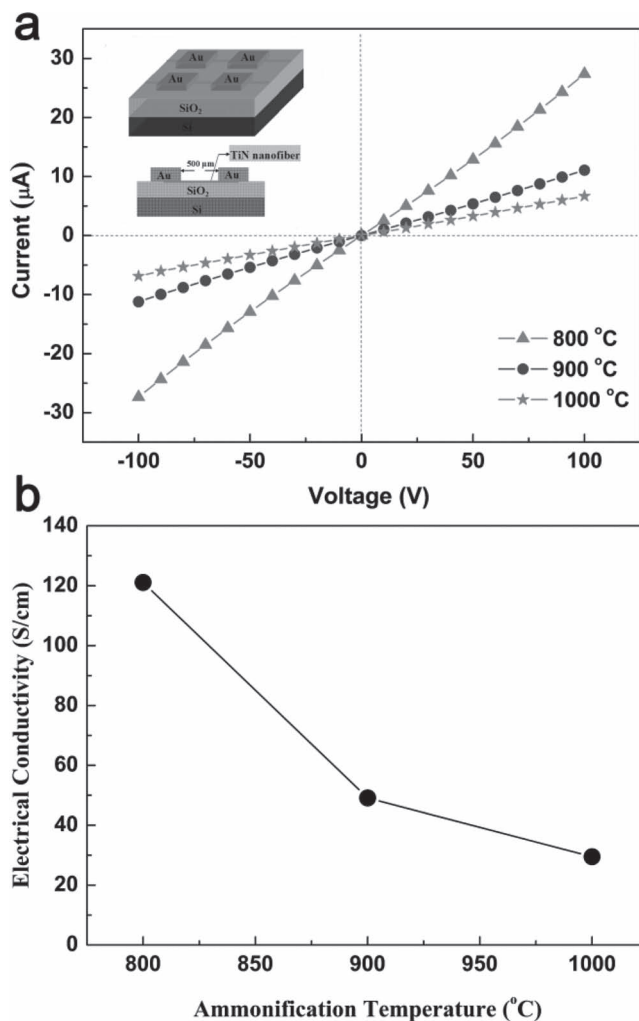 a
Au
Au
Au
Au
SiO2
Si
TiN nanofiber
500 μm
Au
Au
SiO2
Si
30
20
10
0
-10
-20
-30
Current (μA)
800 °C
900 °C
1000 °C
-100
-50
0
50
100
Voltage (V)
b
140
120
100
80
60
40
20
0
Electrical Conductivity (S/cm)
800
850
900
950
1000
Ammonification Temperature (°C)